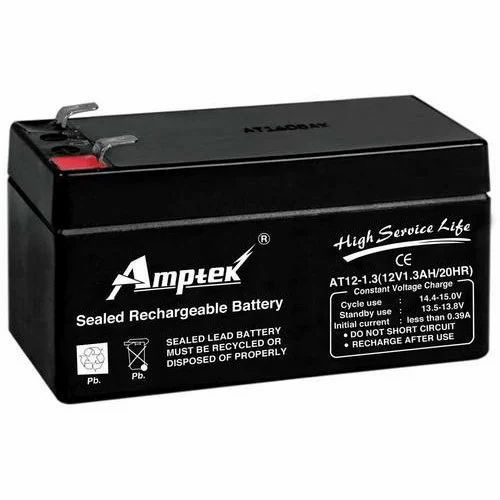 AT1408AK
Amptek®
Sealed Rechargeable Battery
SEALED LEAD BATTERY
MUST BE RECYCLED OR
DISPOSED OF PROPERLY
Pb.
Pb.
High Service Life
CE
AT12-1.3(12V1.3AH/20HR)
Constant Voltage Charge
Cycle use : 14.4-15.0V
Standby use : 13.5-13.8V
Initial current : less than 0.39A
● DO NOT SHORT CIRCUIT
● RECHARGE AFTER USE